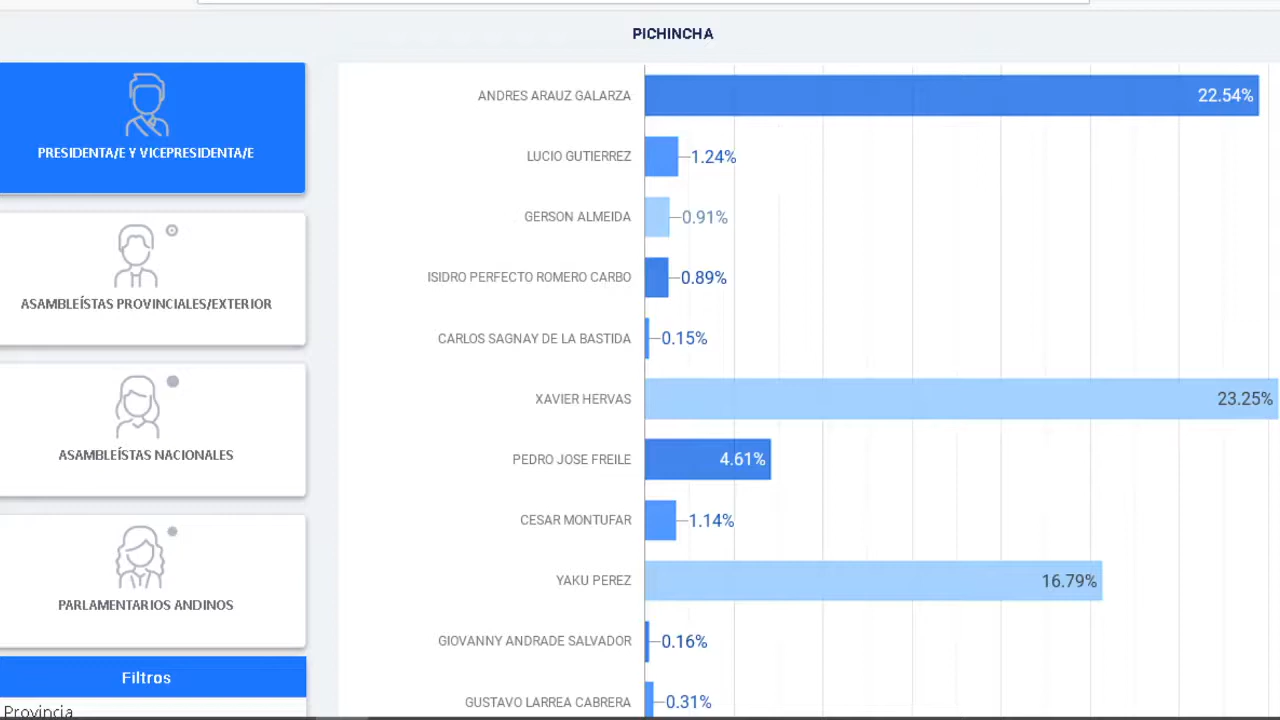 PICHINCHA
PRESIDENTA/E Y VICEPRESIDENTA/E
ASAMBLEÍSTAS PROVINCIALES/EXTERIOR
ASAMBLEÍSTAS NACIONALES
PARLAMENTARIOS ANDINOS
Filtros
Provincia
ANDRES ARAUZ GALARZA 22.54%
LUCIO GUTIERREZ 1.24%
GERSON ALMEIDA 0.91%
ISIDRO PERFECTO ROMERO CARBO 0.89%
CARLOS SAGNAY DE LA BASTIDA 0.15%
XAVIER HERVAS 23.25%
PEDRO JOSE FREILE 4.61%
CESAR MONTUFAR 1.14%
YAKU PEREZ 16.79%
GIOVANNY ANDRADE SALVADOR 0.16%
GUSTAVO LARREA CABRERA 0.31%